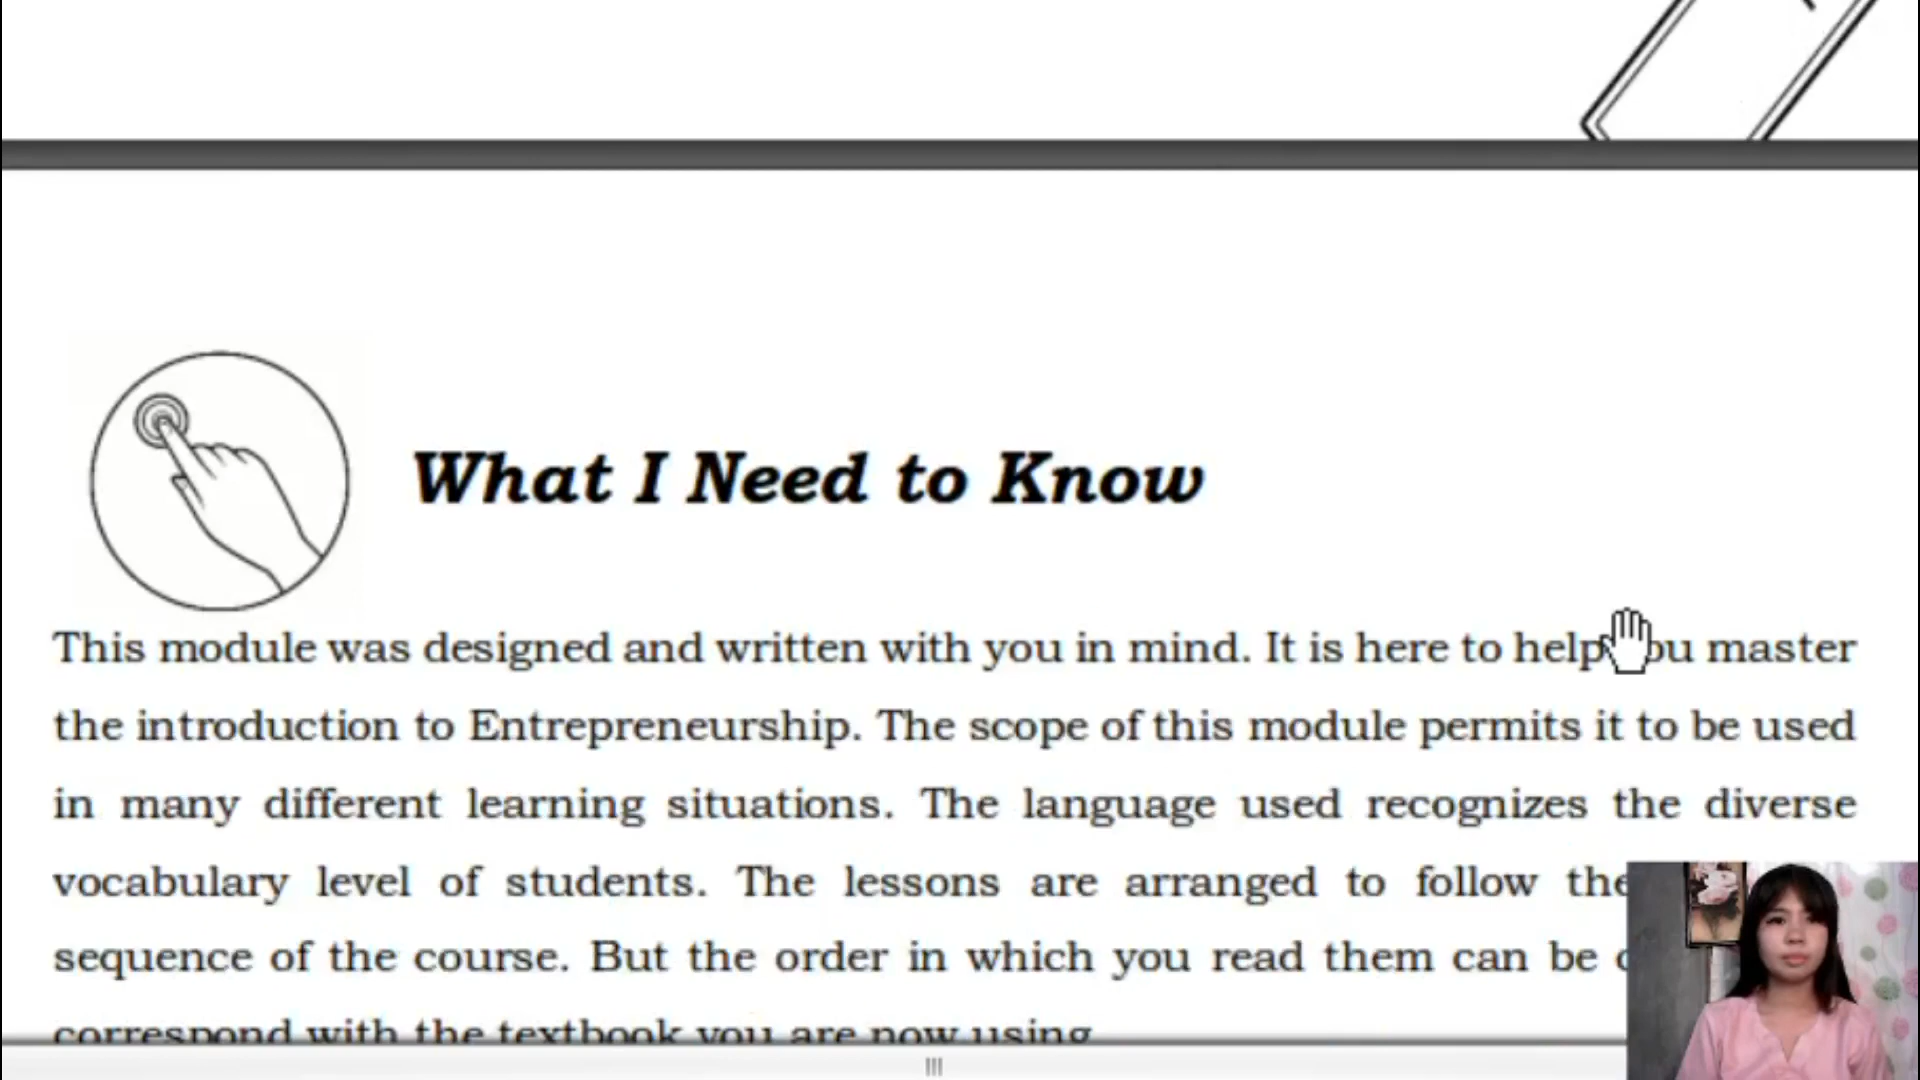 What I Need to Know
This module was designed and written with you in mind. It is here to help you master
the introduction to Entrepreneurship. The scope of this module permits it to be used
in many different learning situations. The language used recognizes the diverse
vocabulary level of students. The lessons are arranged to follow the
sequence of the course. But the order in which you read them can be
correspond with the textbook you are now using